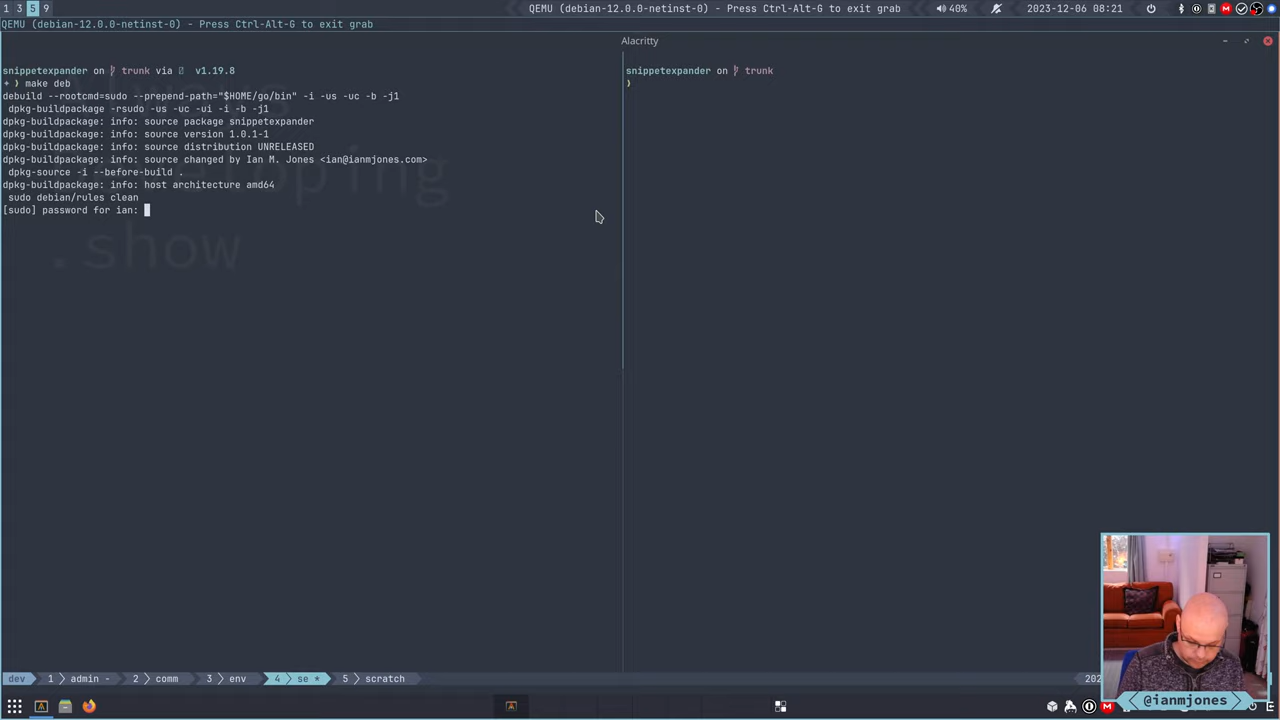 1 3 5 9
QEMU (debian-12.0.0-netinst-0) - Press Ctrl-Alt-G to exit grab
40%
2023-12-06 08:21
QEMU (debian-12.0.0-netinst-0) - Press Ctrl-Alt-G to exit grab
Alacritty
snippetexpander on trunk via v1.19.8
+ ❯ make deb
debuild --rootcmd=sudo --prepend-path="$HOME/go/bin" -i -us -uc -b -j1
dpkg-buildpackage -rsudo -us -uc -ui -i -b -j1
dpkg-buildpackage: info: source package snippetexpander
dpkg-buildpackage: info: source version 1.0.1-1
dpkg-buildpackage: info: source distribution UNRELEASED
dpkg-buildpackage: info: source changed by Ian M. Jones <ian@ianmjones.com>
dpkg-source -i --before-build .
dpkg-buildpackage: info: host architecture amd64
sudo debian/rules clean
[sudo] password for ian:
snippetexpander on trunk
❯
.show
dev 1 admin - 2 comm 3 env 4 se * 5 scratch
202
<@ianmjones>